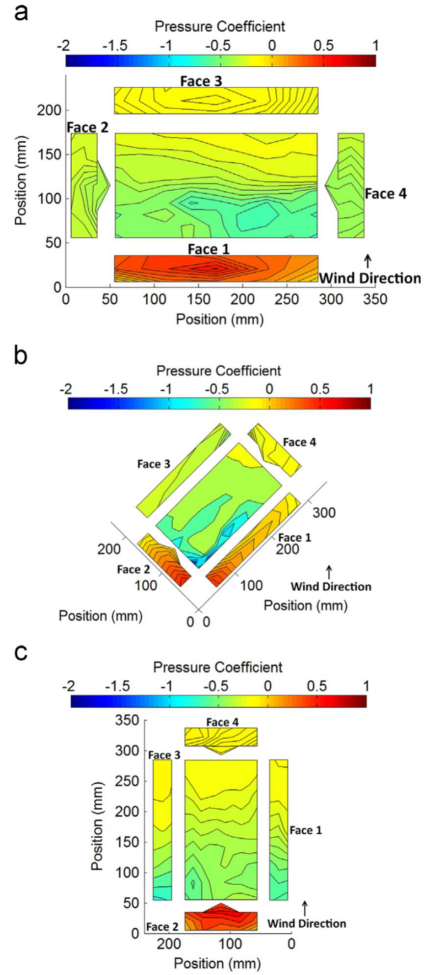 a
Pressure Coefficient
-2 -1.5 -1 -0.5 0 0.5 1
Face 3
200
Face 2
150
Position (mm)
100
Face 4
50
Face 1
0
Wind Direction
0 50 100 150 200 250 300 350
Position (mm)
b
Pressure Coefficient
-2 -1.5 -1 -0.5 0 0.5 1
Face 4
Face 3
300
200
Face 1
200
Face 2
100
100
Wind Direction
Position (mm)
0 0
Position (mm)
c
Pressure Coefficient
-2 -1.5 -1 -0.5 0 0.5 1
350
Face 4
300
Face 3
250
200
Position (mm)
150
Face 1
100
50
Wind Direction
0
Face 2
200 100 0
Position (mm)